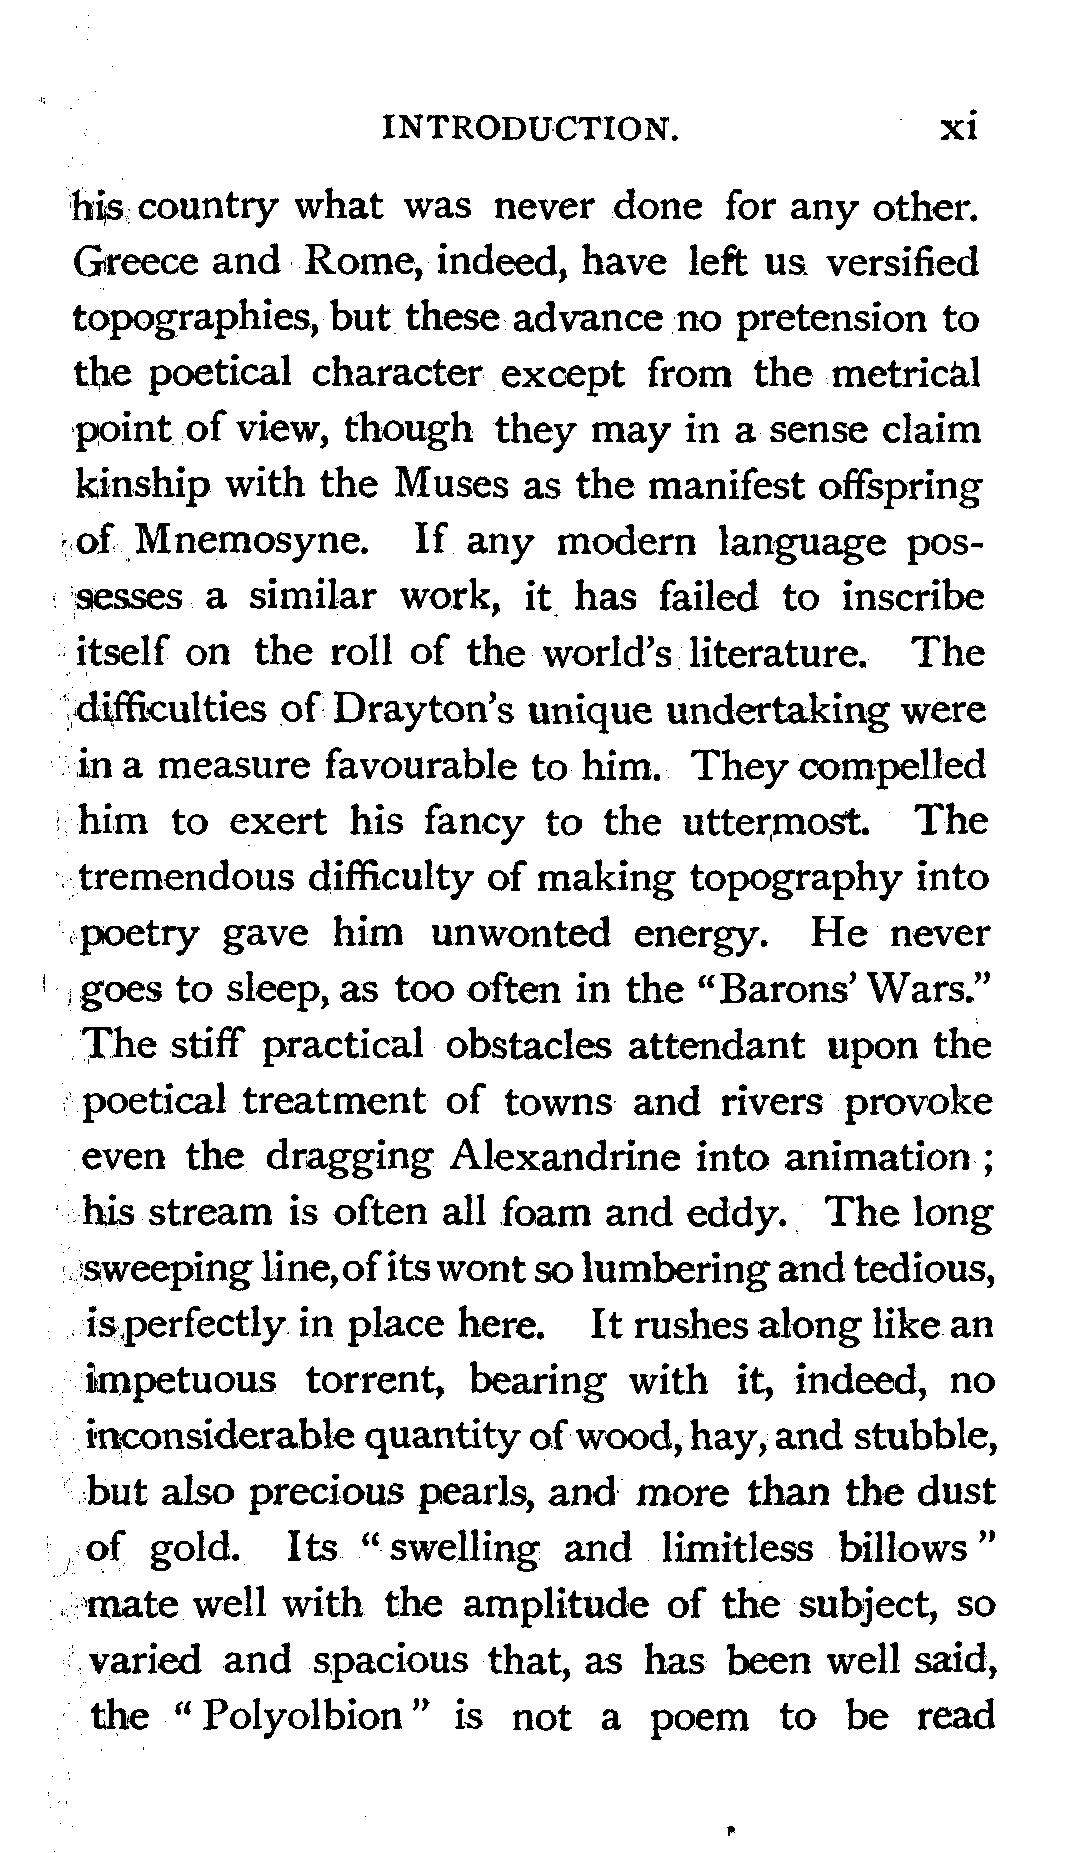 INTRODUCTION. xi
his country what was never done for any other.
Greece and Rome, indeed, have left us versified
topographies, but these advance no pretension to
the poetical character except from the metrical
point of view, though they may in a sense claim
kinship with the Muses as the manifest offspring
of Mnemosyne. If any modern language pos-
sesses a similar work, it has failed to inscribe
itself on the roll of the world's literature. The
difficulties of Drayton's unique undertaking were
in a measure favourable to him. They compelled
him to exert his fancy to the uttermost. The
tremendous difficulty of making topography into
poetry gave him unwonted energy. He never
goes to sleep, as too often in the “Barons' Wars.”
The stiff practical obstacles attendant upon the
poetical treatment of towns and rivers provoke
even the dragging Alexandrine into animation ;
his stream is often all foam and eddy. The long
sweeping line, of its wont so lumbering and tedious,
is perfectly in place here. It rushes along like an
impetuous torrent, bearing with it, indeed, no
inconsiderable quantity of wood, hay, and stubble,
but also precious pearls, and more than the dust
of gold. Its “ swelling and limitless billows ”
mate well with the amplitude of the subject, so
varied and spacious that, as has been well said,
the “ Polyolbion ” is not a poem to be read